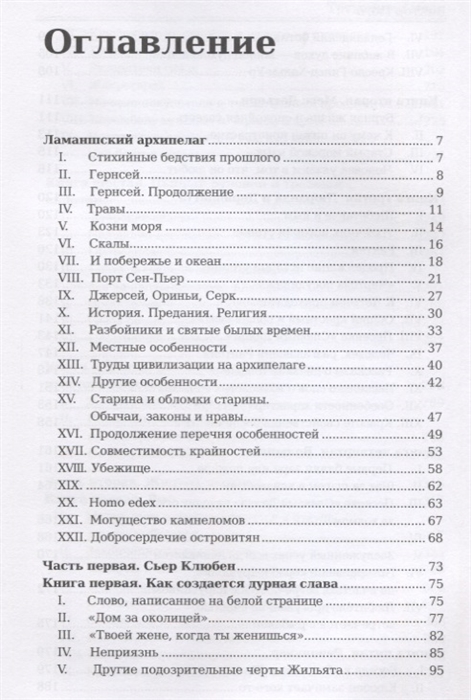 Оглавление
Ламаншский архипелаг 7
I. Стихийные бедствия прошлого 7
II. Гернсей 8
III. Гернсей. Продолжение 9
IV. Травы 11
V. Козни моря 14
VI. Скалы 16
VII. И побережье и океан 18
VIII. Порт Сен-Пьер 21
IX. Джерсей, Ориньи, Серк 27
X. История. Предания. Религия 30
XI. Разбойники и святые былых времен 33
XII. Местные особенности 37
XIII. Труды цивилизации на архипелаге 40
XIV. Другие особенности 42
XV. Старина и обломки старины.
Обычаи, законы и нравы 47
XVI. Продолжение перечня особенностей 49
XVII. Совместимость крайностей 53
XVIII. Убежище 58
XIX. 62
XX. Homo edex 63
XXI. Могущество камнеломов 67
XXII. Добросердечие островитян 68
Часть первая. Сьер Клюбен 73
Книга первая. Как создается дурная слава 75
I. Слово, написанное на белой странице 75
II. «Дом за околицей» 77
III. «Твоей жене, когда ты женишься» 82
IV. Неприязнь 85
V. Другие подозрительные черты Жильята 95